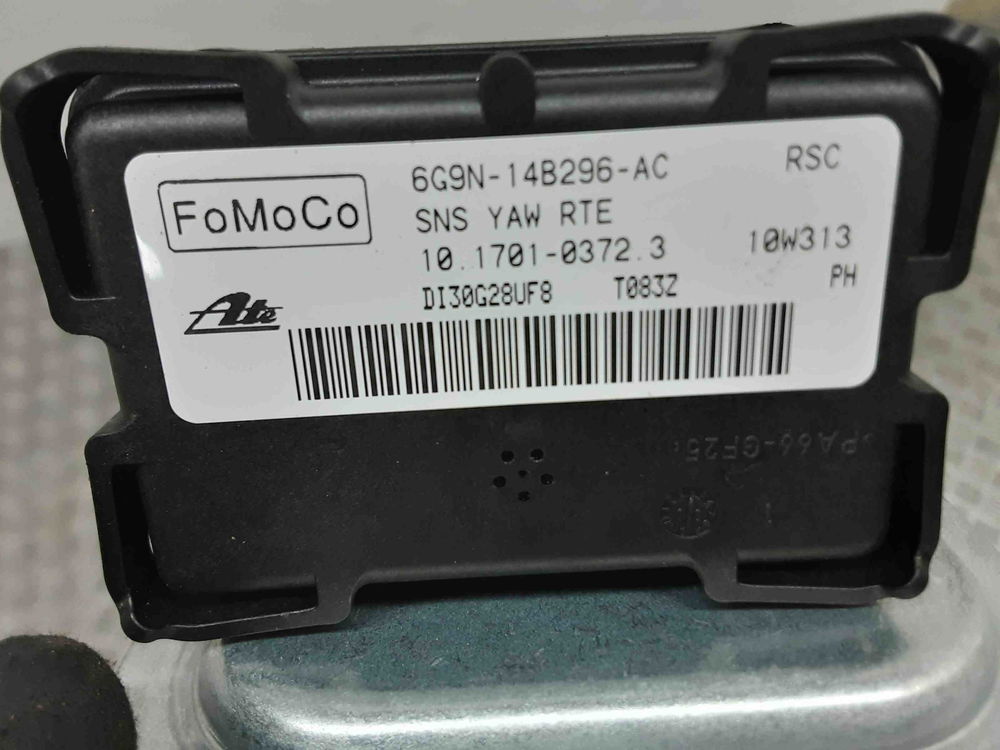 6G9N-14B296-AC RSC
FoMoCo SNS YAW RTE
10.1701-0372.3 10W313
DI30G28UF8 T083Z PH
Ate
>PA66-GF25<
1